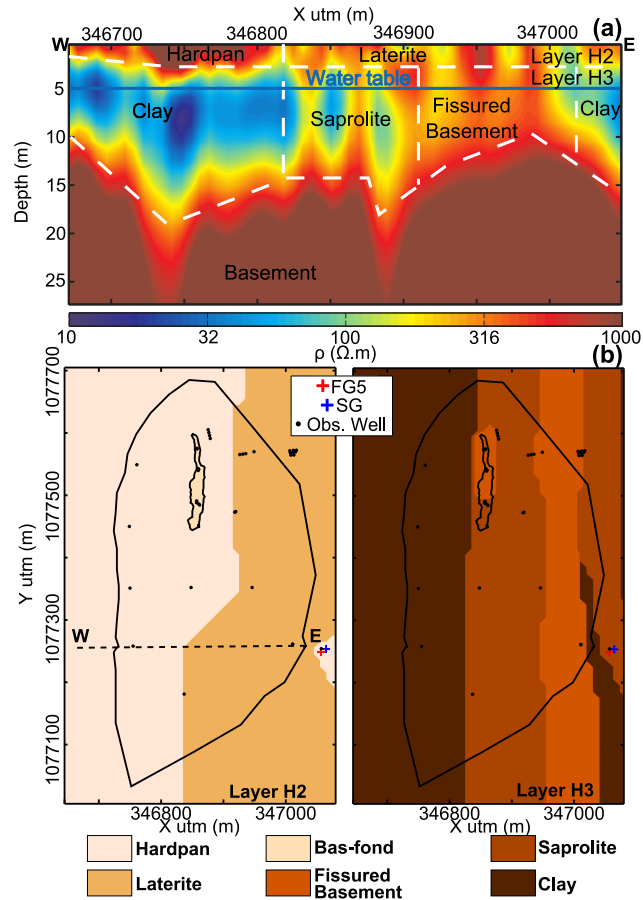 X utm (m)
346700 346800 346900 347000
(a)
W E
Hardpan Laterite Layer H2
Layer H3
Water table
Clay Saprolite Fissured Basement Clay
Basement
Depth (m)
5
10
15
20
25
10 32 100 316 1000
ρ (Ω.m)
(b)
FG5
SG
Obs. Well
Y utm (m)
1077700
1077500
1077300
1077100
W E
Layer H2
Layer H3
346800 347000 346800 347000
X utm (m) X utm (m)
Hardpan Bas-fond Saprolite
Laterite Fissured Basement Clay